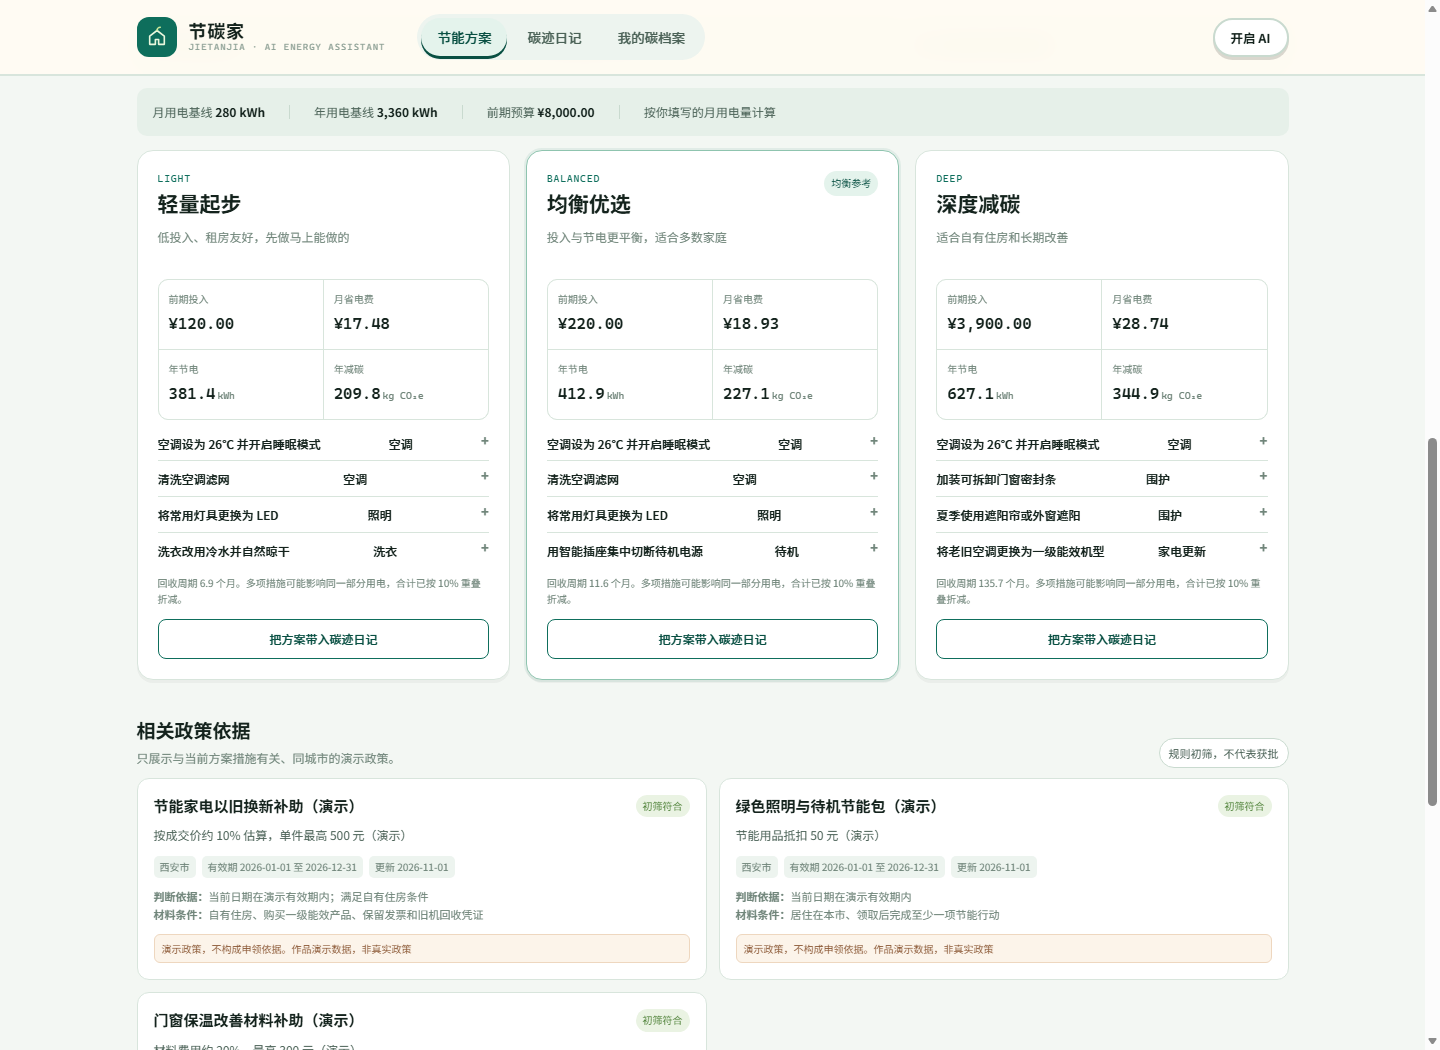 节碳家
JIETANJIA · AI ENERGY ASSISTANT
节能方案
碳迹日记
我的碳档案
开启 AI
月用电基线 280 kWh
年用电基线 3,360 kWh
前期预算 ¥8,000.00
按你填写的月用电量计算
LIGHT
轻量起步
低投入、租房友好，先做马上能做的
前期投入
¥120.00
月省电费
¥17.48
年节电
381.4 kWh
年减碳
209.8 kg CO₂e
空调设为 26℃ 并开启睡眠模式 空调 +
清洗空调滤网 空调 +
将常用灯具更换为 LED 照明 +
洗衣改用冷水并自然晾干 洗衣 +
回收周期 6.9 个月。多项措施可能影响同一部分用电，合计已按 10% 重叠
折减。
把方案带入碳迹日记
BALANCED
均衡参考
均衡优选
投入与节电更平衡，适合多数家庭
前期投入
¥220.00
月省电费
¥18.93
年节电
412.9 kWh
年减碳
227.1 kg CO₂e
空调设为 26℃ 并开启睡眠模式 空调 +
清洗空调滤网 空调 +
将常用灯具更换为 LED 照明 +
用智能插座集中切断待机电源 待机 +
回收周期 11.6 个月。多项措施可能影响同一部分用电，合计已按 10% 重叠
折减。
把方案带入碳迹日记
DEEP
深度减碳
适合自有住房和长期改善
前期投入
¥3,900.00
月省电费
¥28.74
年节电
627.1 kWh
年减碳
344.9 kg CO₂e
空调设为 26℃ 并开启睡眠模式 空调 +
加装可拆卸门窗密封条 围护 +
夏季使用遮阳帘或外窗遮阳 围护 +
将老旧空调更换为一级能效机型 家电更新 +
回收周期 135.7 个月。多项措施可能影响同一部分用电，合计已按 10% 重
叠折减。
把方案带入碳迹日记
相关政策依据
只展示与当前方案措施有关、同城市的演示政策。
规则初筛，不代表获批
节能家电以旧换新补助（演示）
初筛符合
按成交价约 10% 估算，单件最高 500 元（演示）
西安市
有效期 2026-01-01 至 2026-12-31
更新 2026-11-01
判断依据：当前日期在演示有效期内；满足自有住房条件
材料条件：自有住房、购买一级能效产品、保留发票和旧机回收凭证
演示政策，不构成申领依据。作品演示数据，非真实政策
绿色照明与待机节能包（演示）
初筛符合
节能用品抵扣 50 元（演示）
西安市
有效期 2026-01-01 至 2026-12-31
更新 2026-11-01
判断依据：当前日期在演示有效期内
材料条件：居住在本市、领取后完成至少一项节能行动
演示政策，不构成申领依据。作品演示数据，非真实政策
门窗保温改善材料补助（演示）
初筛符合
材料费用约 20%，最高 300 元（演示）